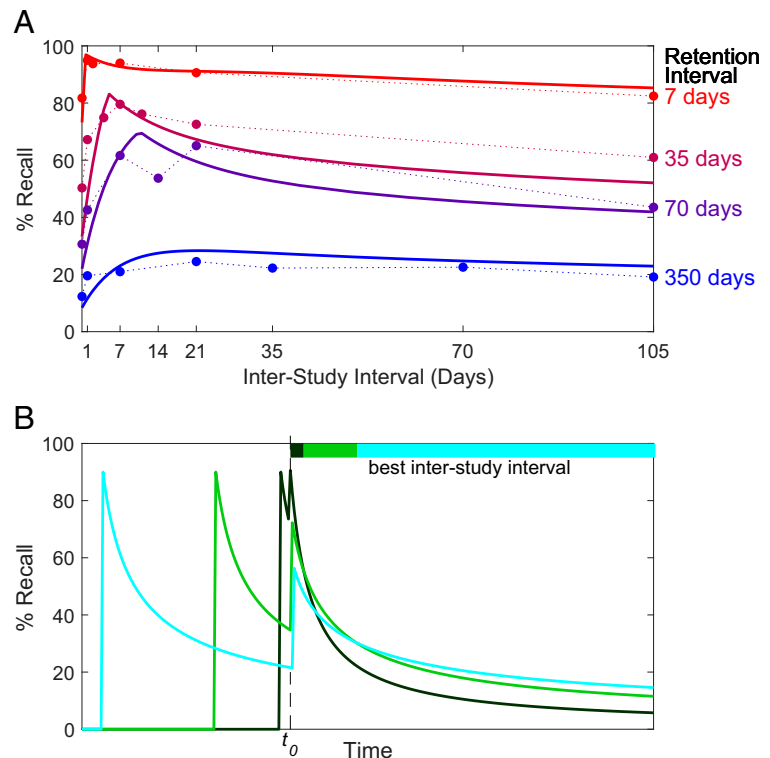 A
Retention
Interval
100
80
60
40
20
0
% Recall
7 days
35 days
70 days
350 days
1 7 14 21 35 70 105
Inter-Study Interval (Days)
B
100
80
60
40
20
0
% Recall
best inter-study interval
t0
Time